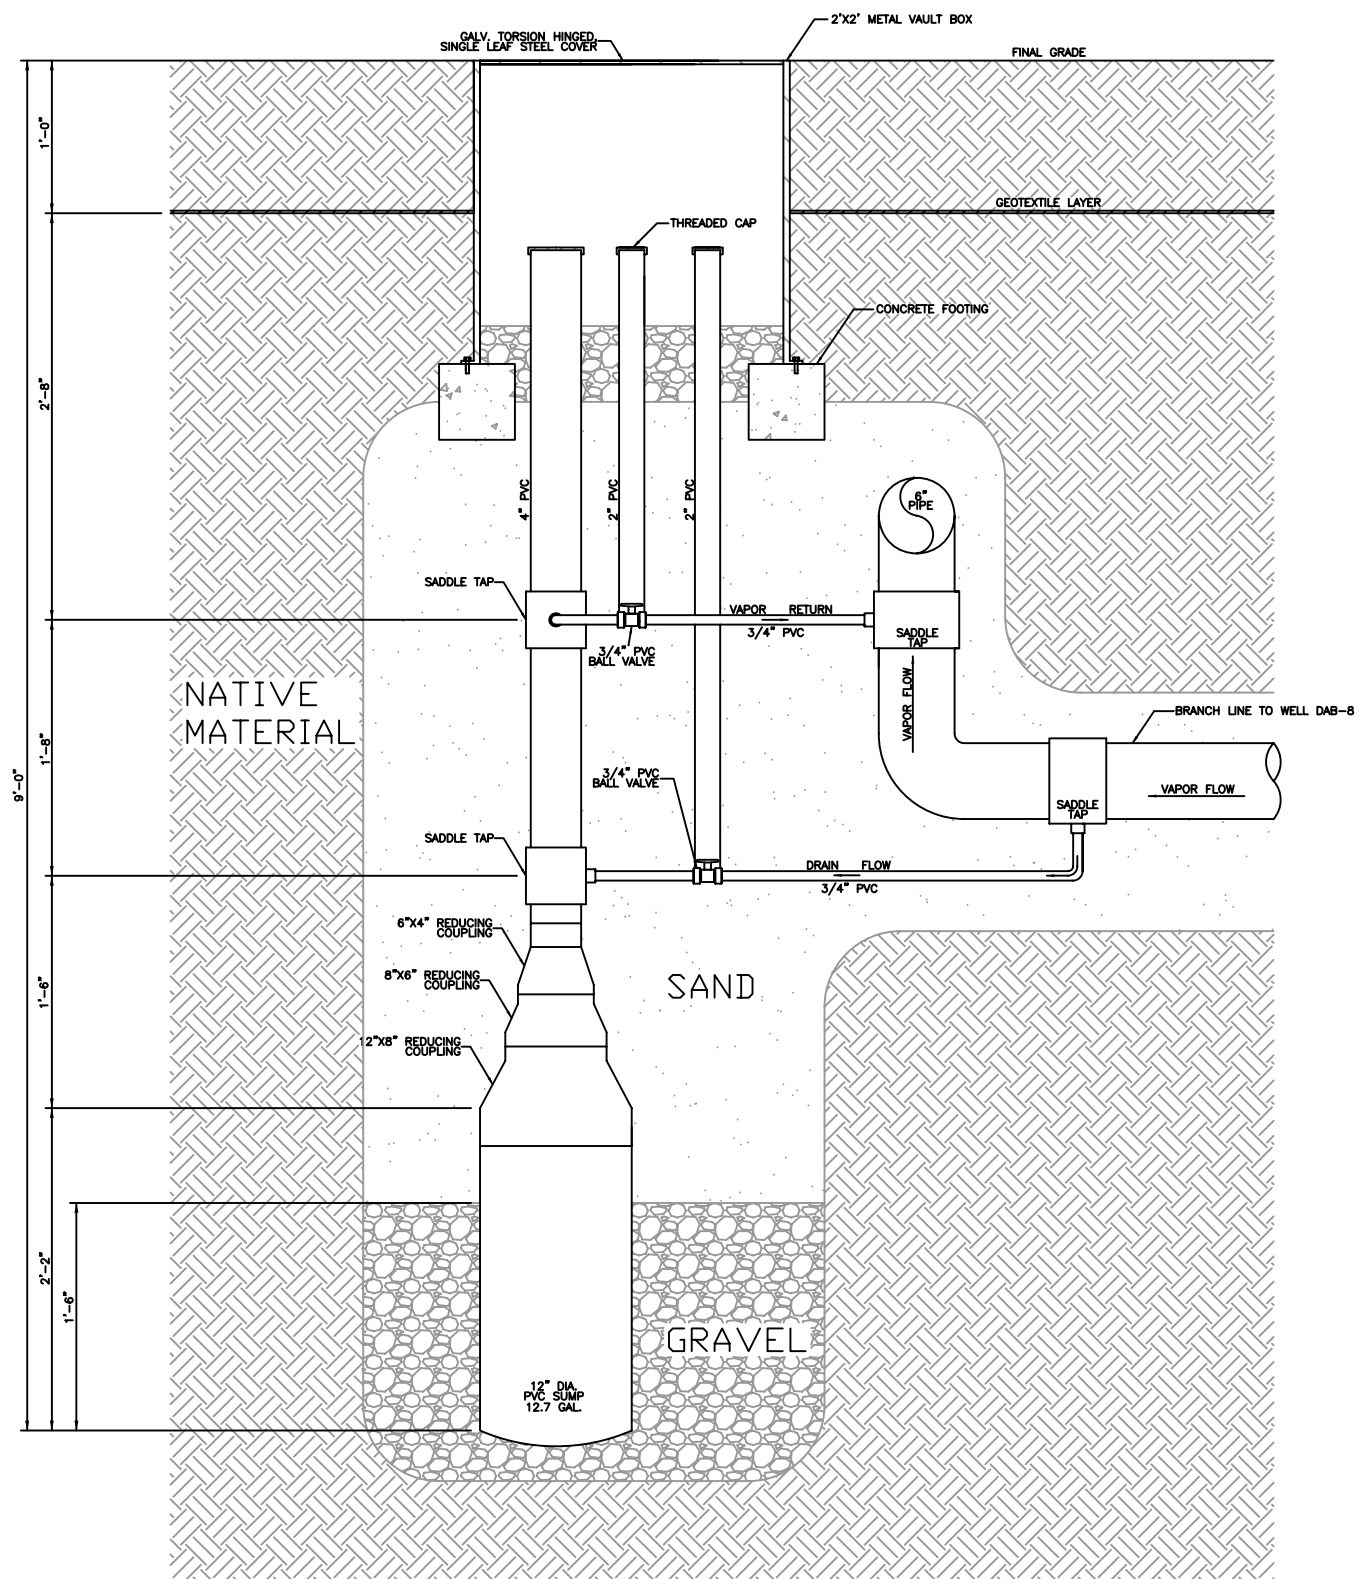 2'X2' METAL VAULT BOX
GALV. TORSION HINGED,
SINGLE LEAF STEEL COVER
FINAL GRADE
1'-0"
GEOTEXTILE LAYER
THREADED CAP
CONCRETE FOOTING
2'-8"
4" PVC
2" PVC
2" PVC
6"
PIPE
SADDLE TAP
VAPOR RETURN
3/4" PVC
SADDLE
TAP
3/4" PVC
BALL VALVE
NATIVE
MATERIAL
VAPOR FLOW
BRANCH LINE TO WELL DAB-8
1'-8"
9'-0"
3/4" PVC
BALL VALVE
VAPOR FLOW
SADDLE
TAP
SADDLE TAP
DRAIN FLOW
3/4" PVC
6"X4" REDUCING
COUPLING
8"X6" REDUCING
COUPLING
SAND
1'-6"
12"X8" REDUCING
COUPLING
2'-2"
1'-6"
GRAVEL
12" DIA.
PVC SUMP
12.7 GAL.